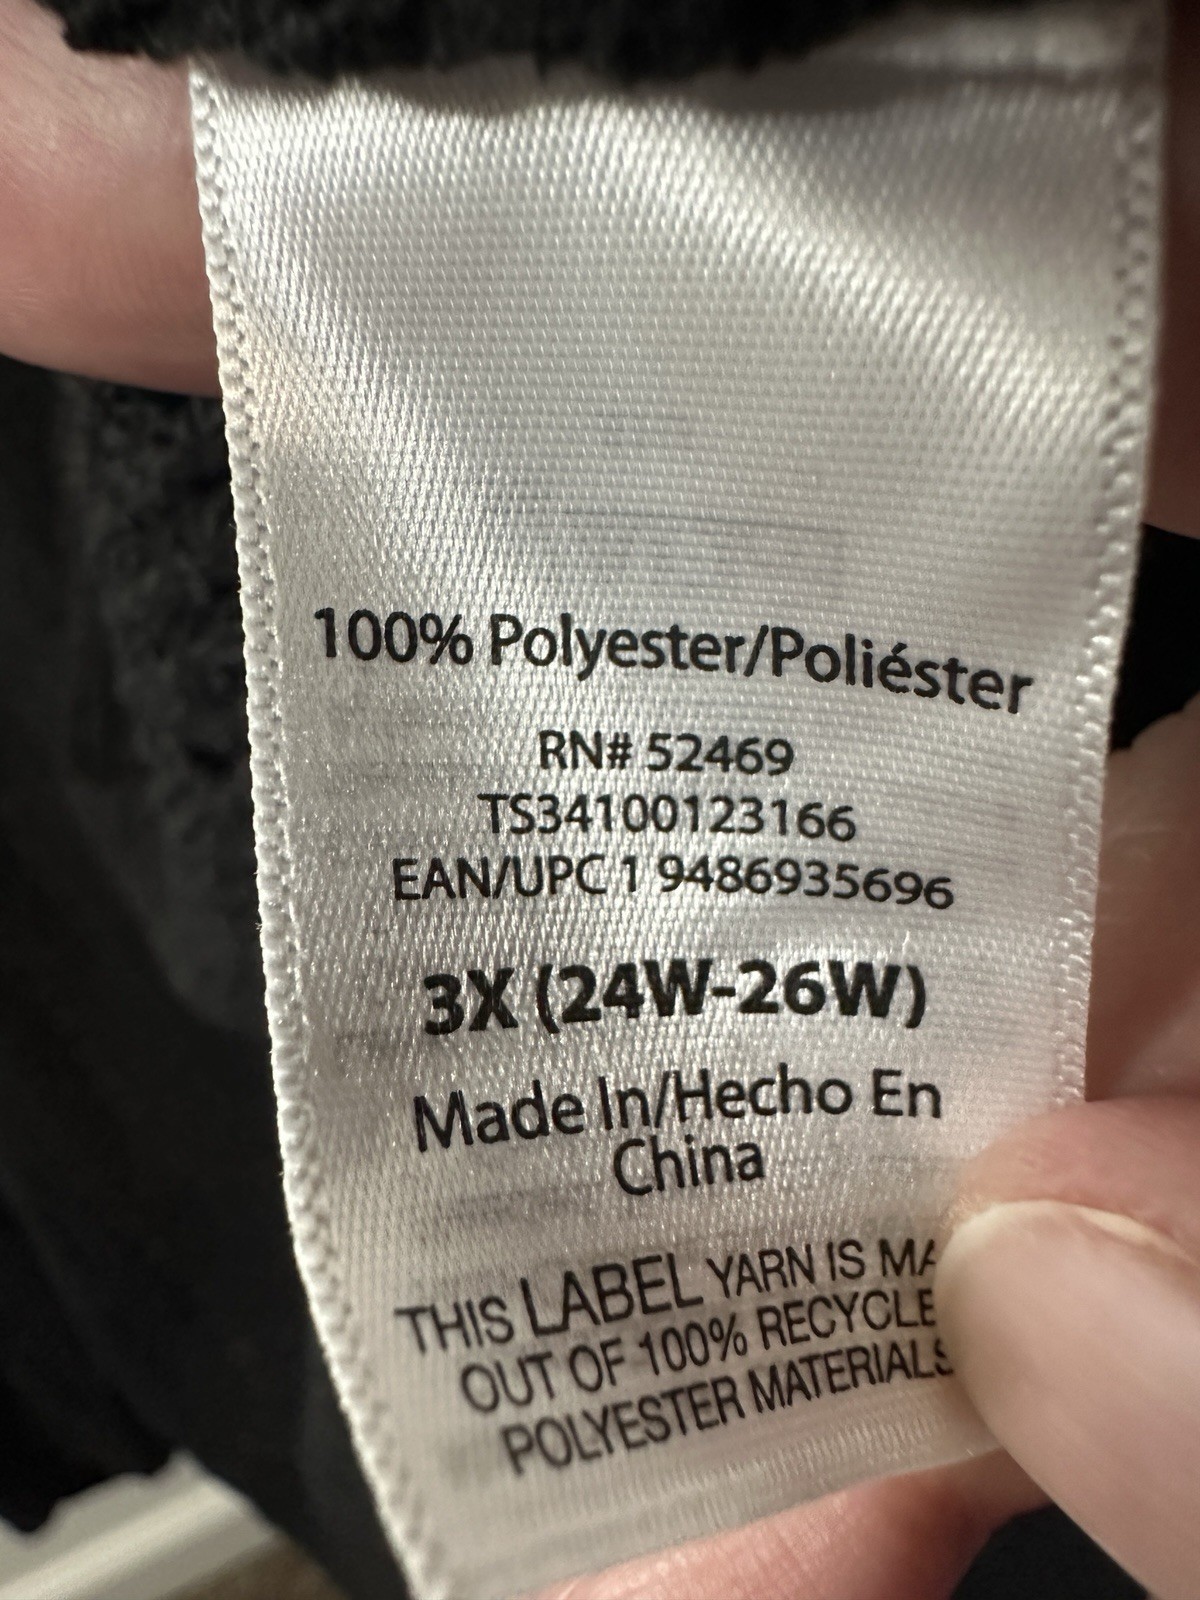 100% Polyester/Poliéster
RN# 52469
TS34100123166
EAN/UPC 1 9486935696
3X (24W-26W)
Made In/Hecho En
China
THIS LABEL YARN IS MA
OUT OF 100% RECYCLE
POLYESTER MATERIALS